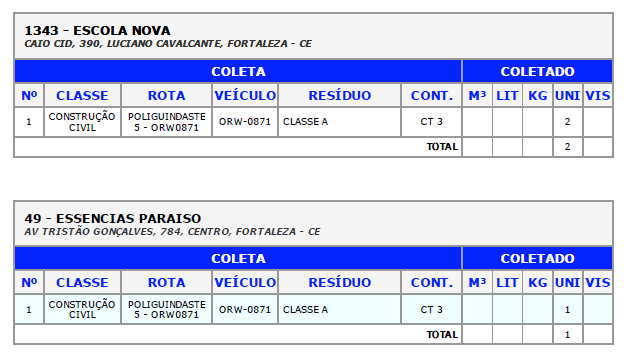 1343 - ESCOLA NOVA
CAIO CID, 390, LUCIANO CAVALCANTE, FORTALEZA - CE
COLETA COLETADO
Nº CLASSE ROTA VEÍCULO RESÍDUO CONT. M³ LIT KG UNI VIS
1 CONSTRUÇÃO CIVIL POLIGUINDASTE 5 - ORW0871 ORW-0871 CLASSE A CT 3 2
TOTAL 2
49 - ESSENCIAS PARAISO
AV TRISTÃO GONÇALVES, 784, CENTRO, FORTALEZA - CE
COLETA COLETADO
Nº CLASSE ROTA VEÍCULO RESÍDUO CONT. M³ LIT KG UNI VIS
1 CONSTRUÇÃO CIVIL POLIGUINDASTE 5 - ORW0871 ORW-0871 CLASSE A CT 3 1
TOTAL 1